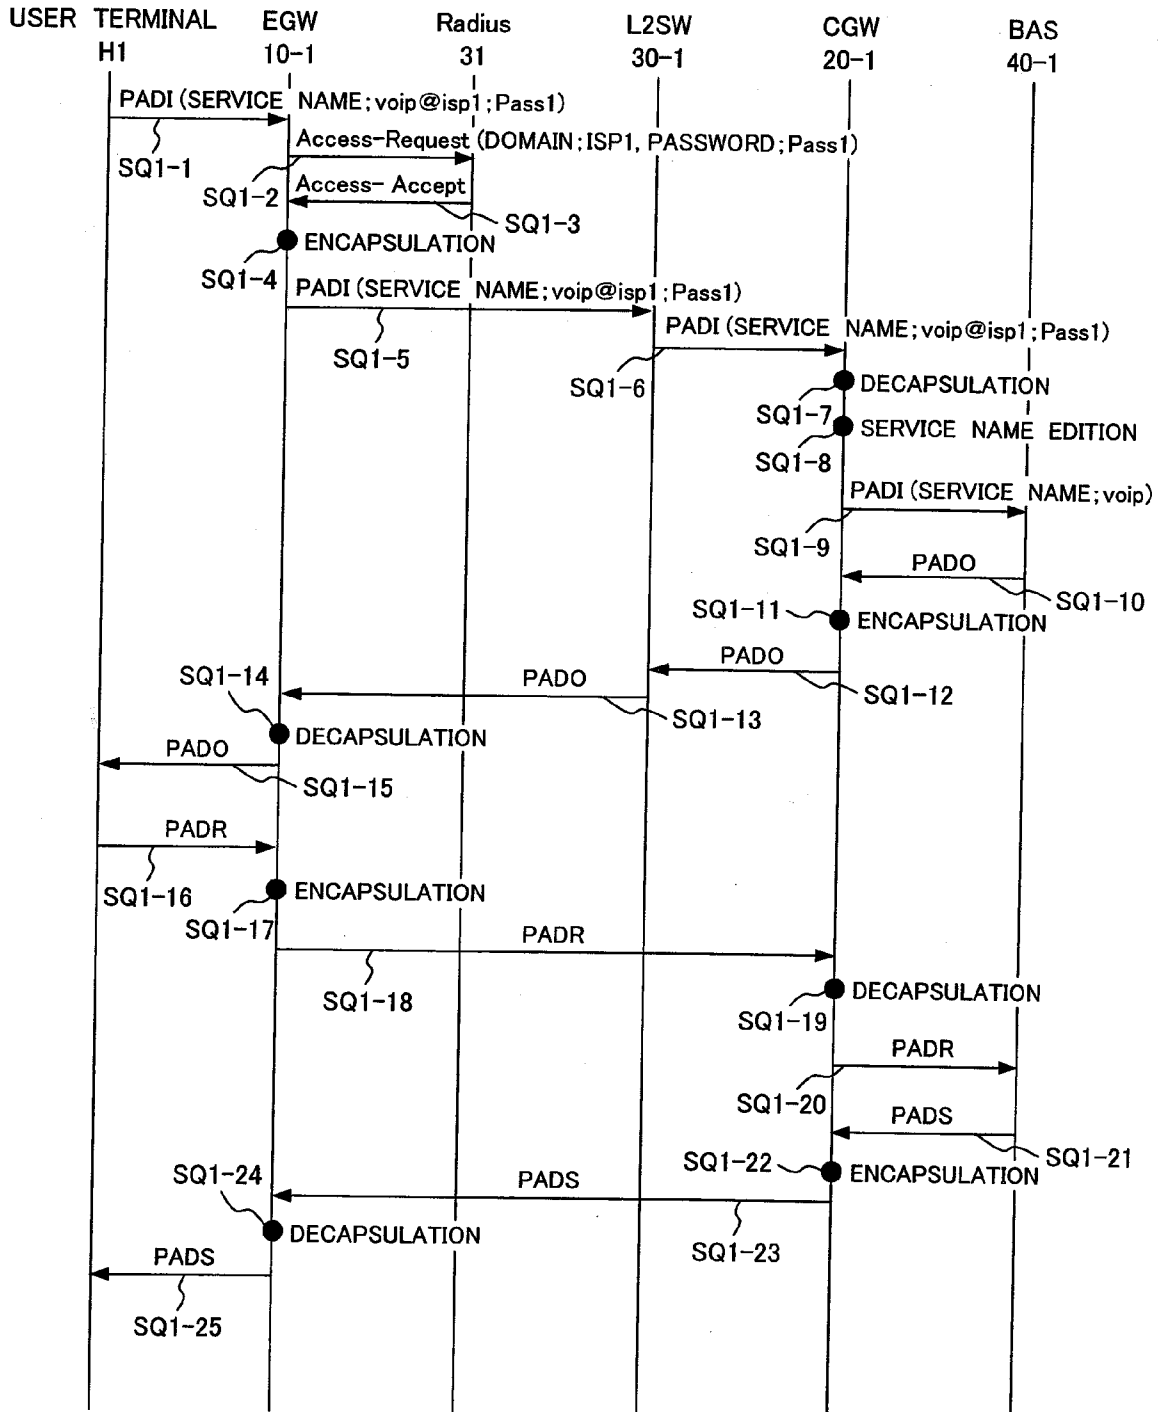 USER TERMINAL EGW Radius L2SW CGW BAS
H1 10-1 31 30-1 20-1 40-1
PADI (SERVICE NAME;voip@isp1;Pass1)
SQ1-1
Access-Request (DOMAIN;ISP1, PASSWORD;Pass1)
SQ1-2
Access- Accept
SQ1-3
ENCAPSULATION
SQ1-4
PADI (SERVICE NAME;voip@isp1;Pass1)
SQ1-5
PADI (SERVICE NAME;voip@isp1;Pass1)
SQ1-6
DECAPSULATION
SQ1-7
SERVICE NAME EDITION
SQ1-8
PADI (SERVICE NAME;voip)
SQ1-9
PADO
SQ1-10
SQ1-11
ENCAPSULATION
PADO
SQ1-12
PADO
SQ1-13
SQ1-14
DECAPSULATION
PADO
SQ1-15
PADR
SQ1-16
ENCAPSULATION
SQ1-17
PADR
SQ1-18
DECAPSULATION
SQ1-19
PADR
SQ1-20
PADS
SQ1-21
SQ1-22
ENCAPSULATION
PADS
SQ1-23
SQ1-24
DECAPSULATION
PADS
SQ1-25